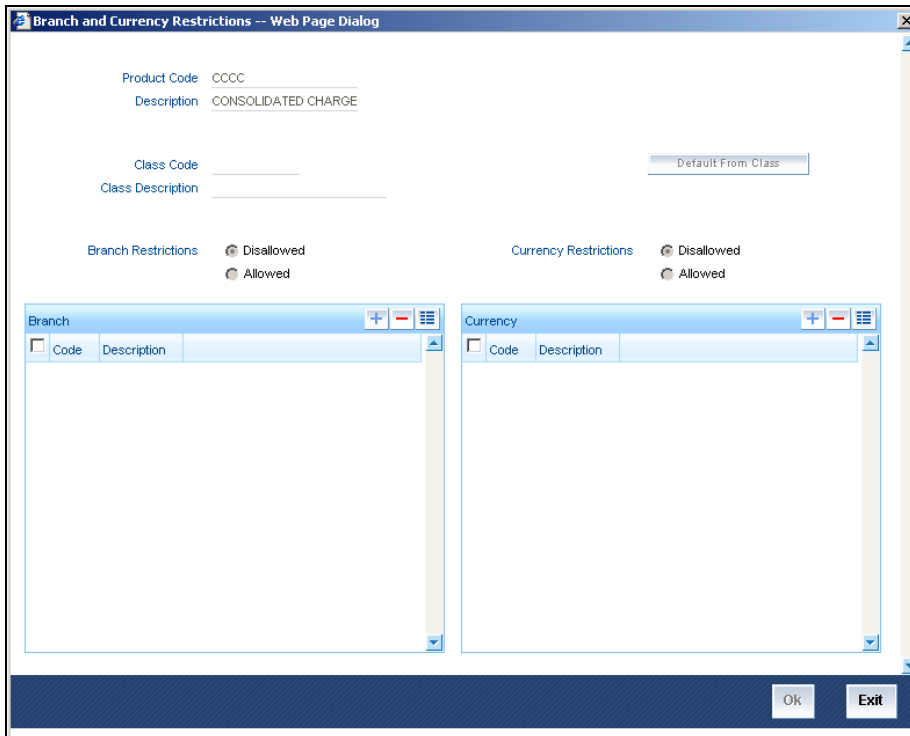 Branch and Currency Restrictions -- Web Page Dialog
Product Code CCCC
Description CONSOLIDATED CHARGE
Class Code
Default From Class
Class Description
Branch Restrictions Disallowed
Allowed
Currency Restrictions Disallowed
Allowed
Branch
Code Description
Currency
Code Description
Ok Exit